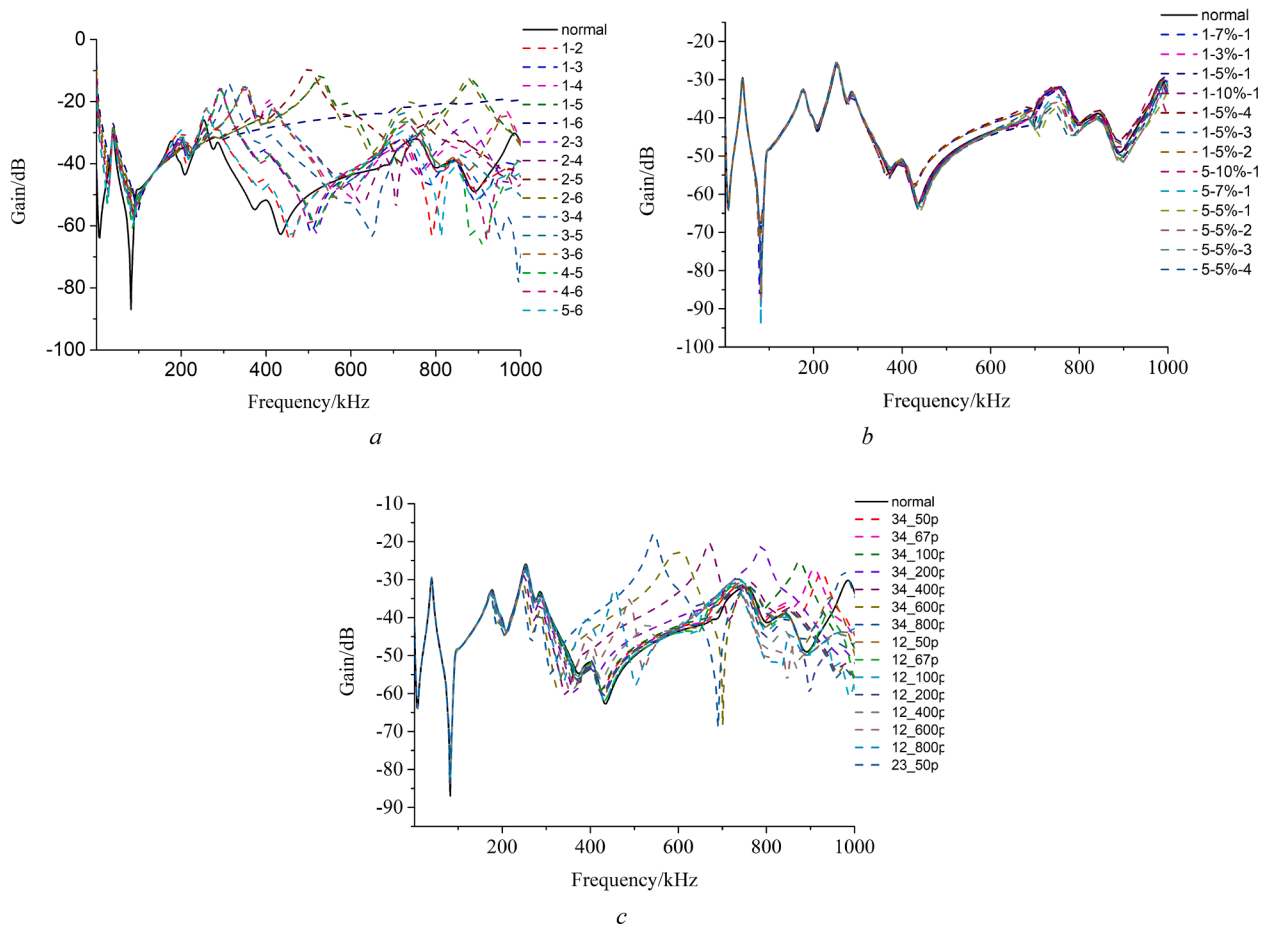 0
-20
-40
-60
-80
-100
Gain/dB
200
400
600
800
1000
Frequency/kHz
normal
1-2
1-3
1-4
1-5
1-6
2-3
2-4
2-5
2-6
3-4
3-5
3-6
4-5
4-6
5-6
a
-20
-30
-40
-50
-60
-70
-80
-90
-100
Gain/dB
200
400
600
800
1000
Frequency/kHz
normal
1-7%-1
1-3%-1
1-5%-1
1-10%-1
1-5%-4
1-5%-3
1-5%-2
5-10%-1
5-7%-1
5-5%-1
5-5%-2
5-5%-3
5-5%-4
b
-10
-20
-30
-40
-50
-60
-70
-80
-90
Gain/dB
200
400
600
800
1000
Frequency/kHz
normal
34_50p
34_67p
34_100p
34_200p
34_400p
34_600p
34_800p
12_50p
12_67p
12_100p
12_200p
12_400p
12_600p
12_800p
23_50p
c